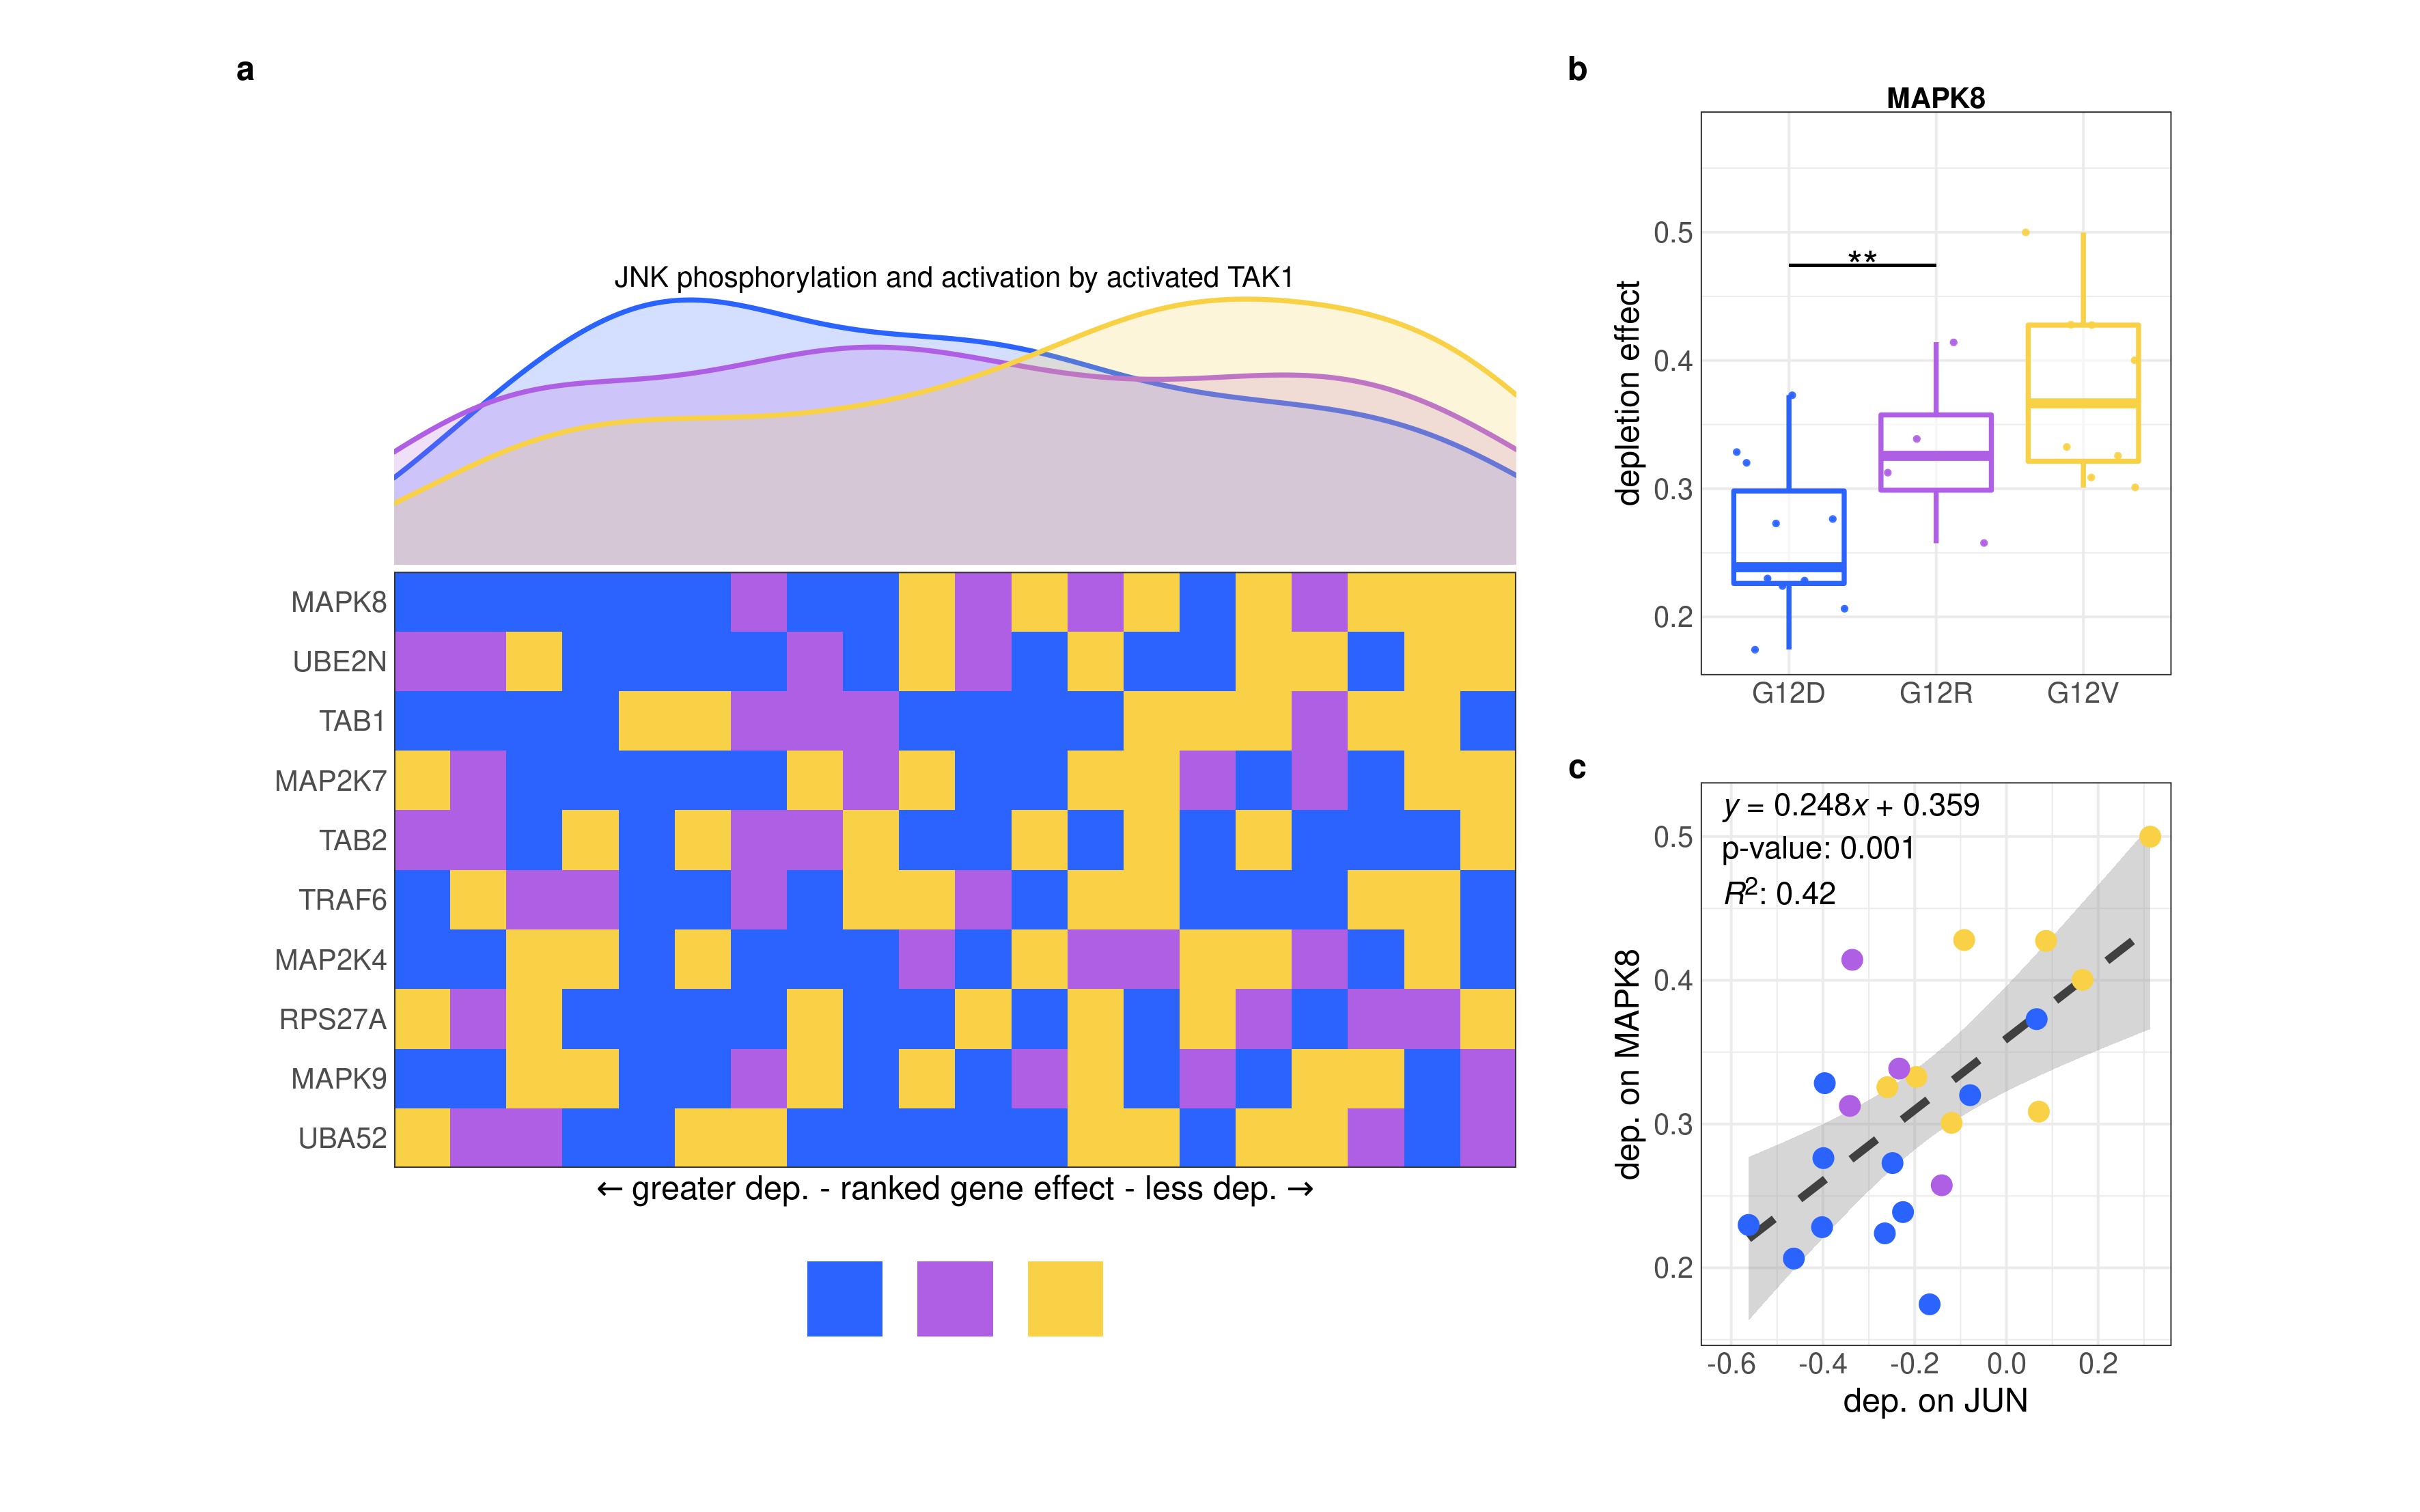 a
JNK phosphorylation and activation by activated TAK1
MAPK8
UBE2N
TAB1
MAP2K7
TAB2
TRAF6
MAP2K4
RPS27A
MAPK9
UBA52
← greater dep. - ranked gene effect - less dep. →
b
MAPK8
depletion effect
0.5
0.4
0.3
0.2
**
G12D G12R G12V
c
dep. on MAPK8
0.5
0.4
0.3
0.2
y = 0.248x + 0.359
p-value: 0.001
R²: 0.42
-0.6 -0.4 -0.2 0.0 0.2
dep. on JUN